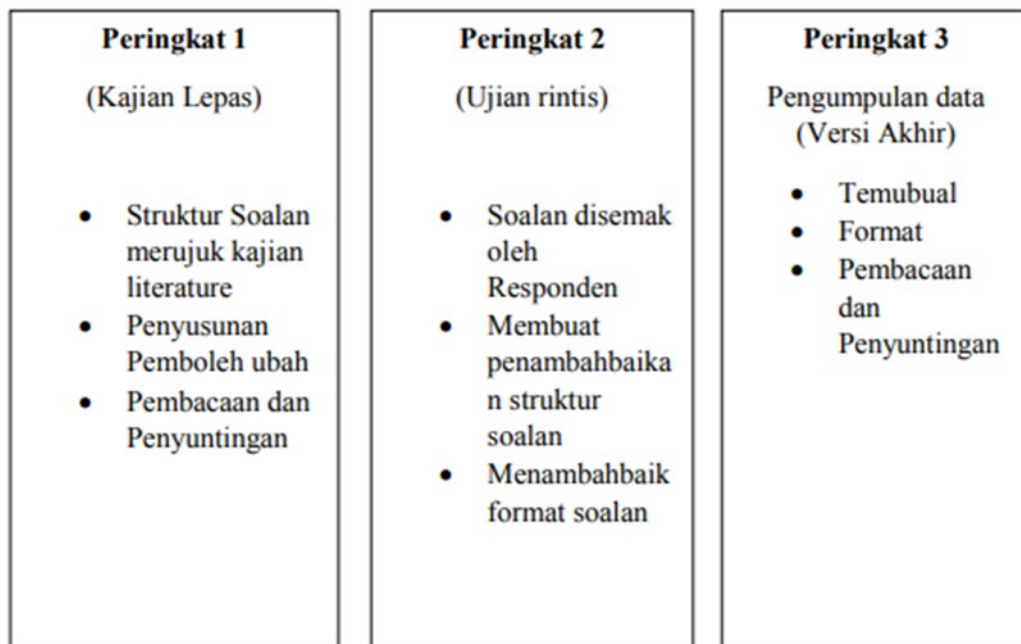 Peringkat 1
(Kajian Lepas)
• Struktur Soalan
merujuk kajian
literature
• Penyusunan
Pemboleh ubah
• Pembacaan dan
Penyuntingan
Peringkat 2
(Ujian rintis)
• Soalan disemak
oleh
Responden
• Membuat
penambahbaika
n struktur
soalan
• Menambahbaik
format soalan
Peringkat 3
Pengumpulan data
(Versi Akhir)
• Temubual
• Format
• Pembacaan
dan
Penyuntingan